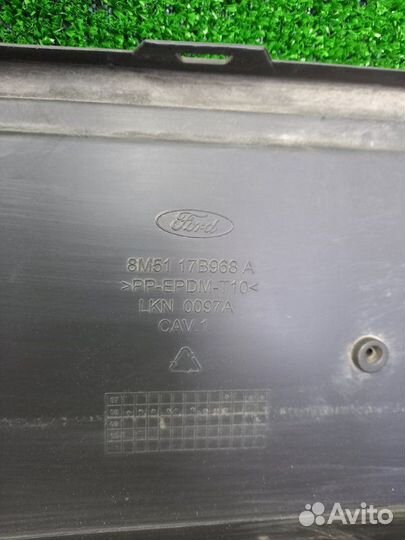 Ford
8M51 17B968 A
>PP-EPDM-T10<
LKN 0097A
CAV.1
Avito